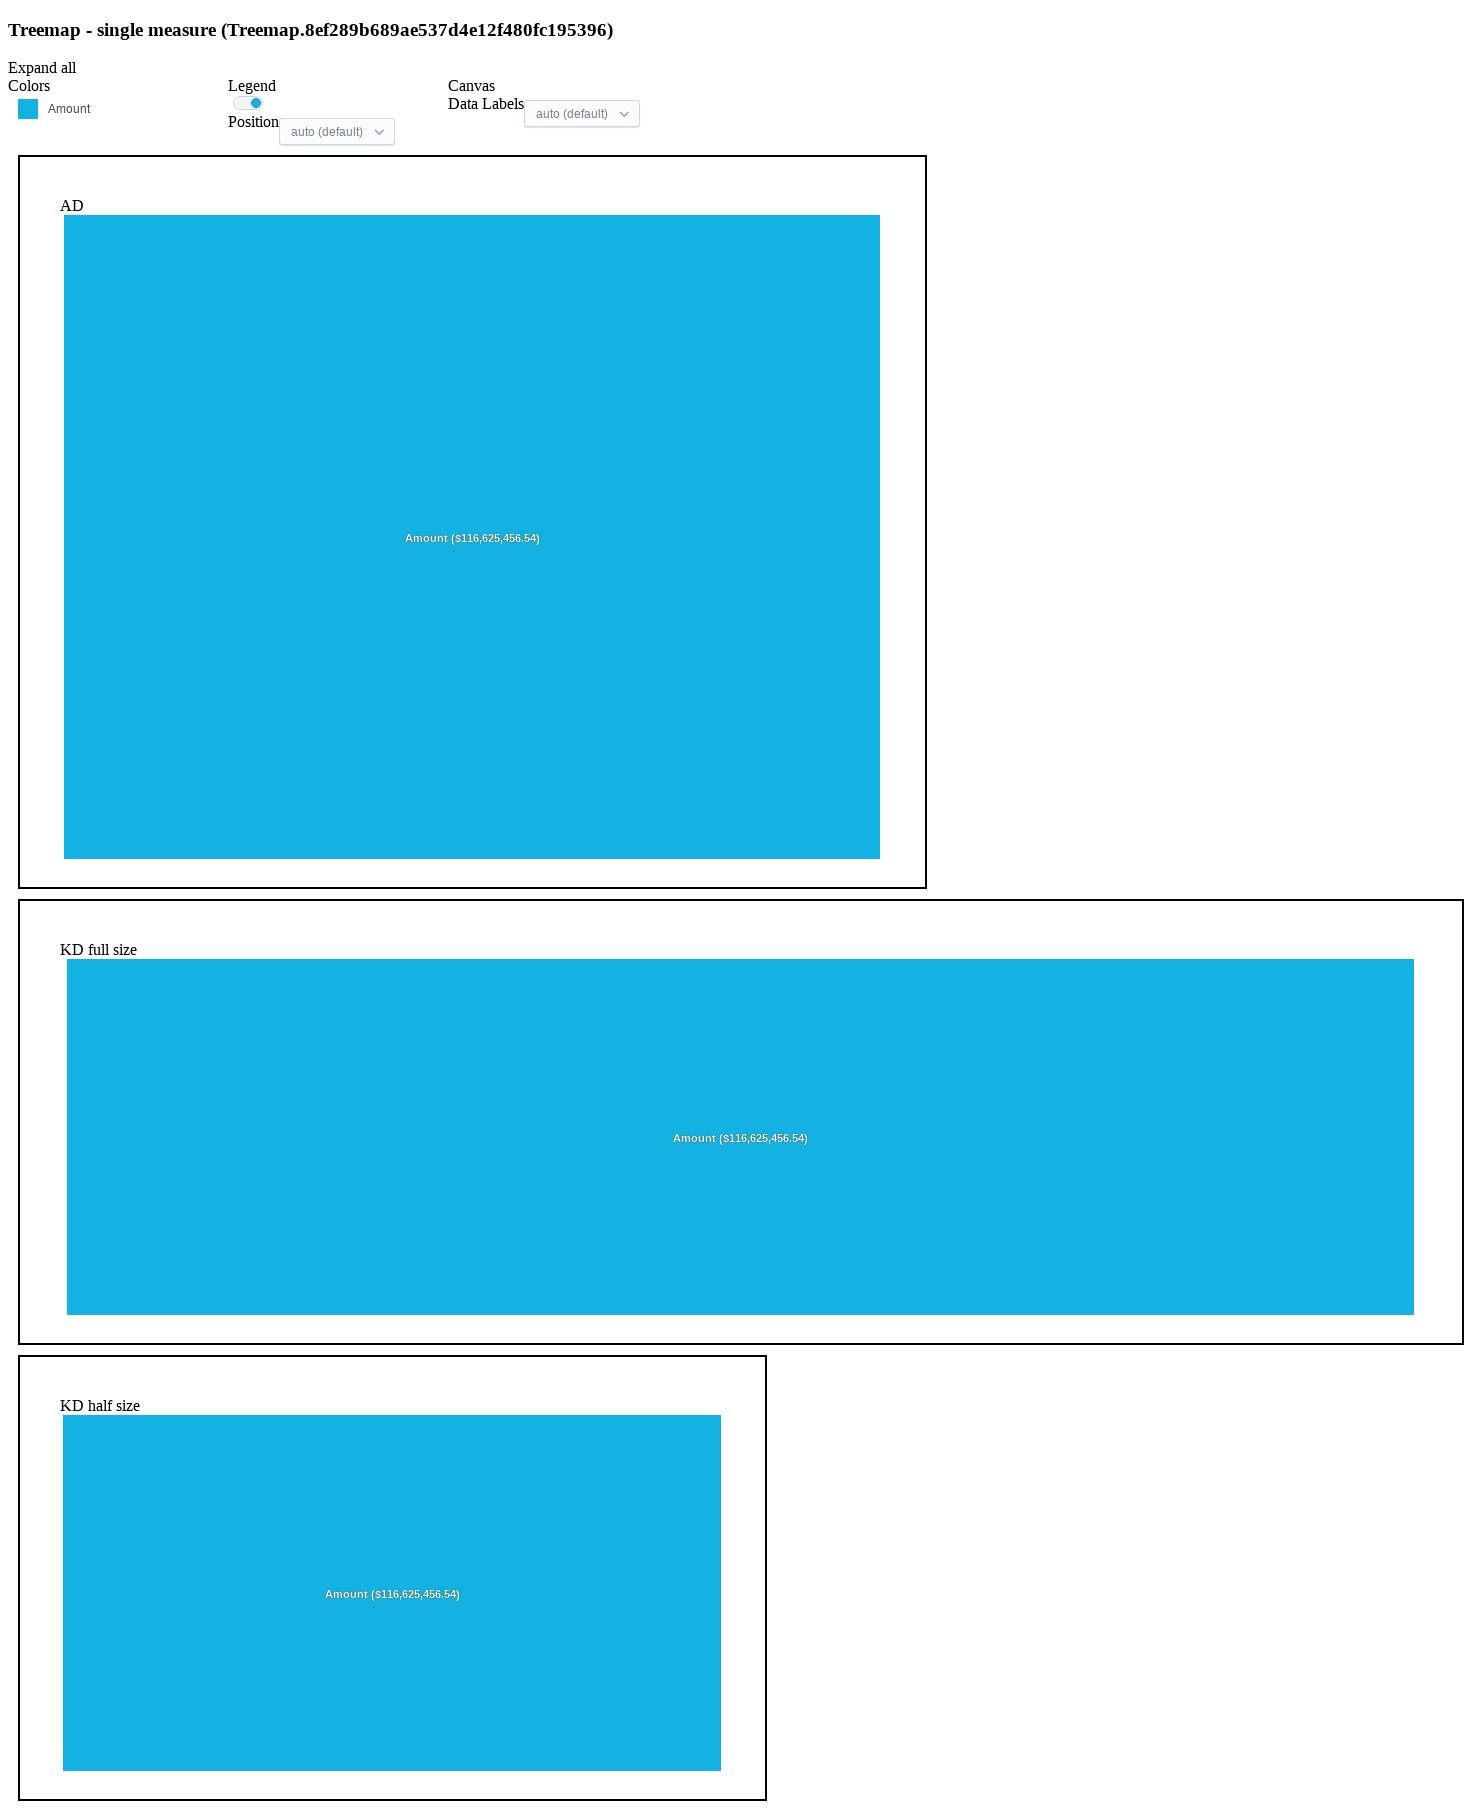 Treemap - single measure (Treemap.8ef289b689ae537d4e12f480fc195396)
Expand all
Colors
Amount
Legend
Position auto (default)
Canvas
Data Labels auto (default)
AD
Amount ($116,625,456.54)
KD full size
Amount ($116,625,456.54)
KD half size
Amount ($116,625,456.54)